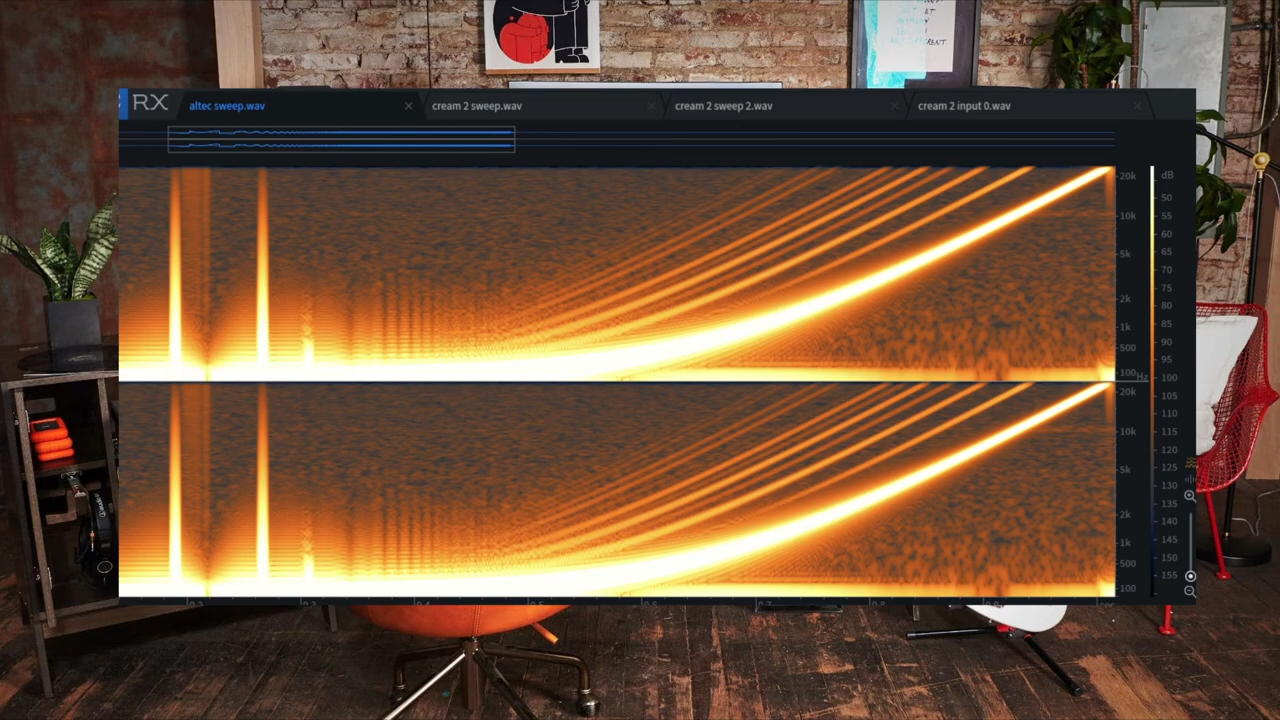 AT
Y
ERENT
RX altec sweep.wav × cream 2 sweep.wav × cream 2 sweep 2.wav × cream 2 input 0.wav ×
20k dB
50
10k 55
60
5k 65
70
75
2k 80
1k 85
500 90
95
100 Hz 100
20k 105
110
10k 115
120
5k 125
130
135
2k 140
1k 145
500 150
100 155